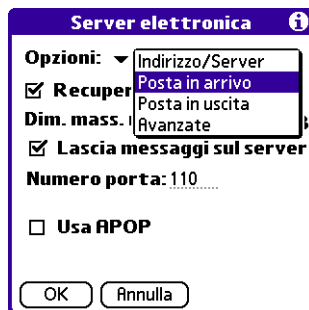 Server elettronica
Opzioni:
Indirizzo/Server
Posta in arrivo
Posta in uscita
Avanzate
Dim. mass.
Lascia messaggi sul server
Numero porta: 110
Usa APOP
OK Annulla